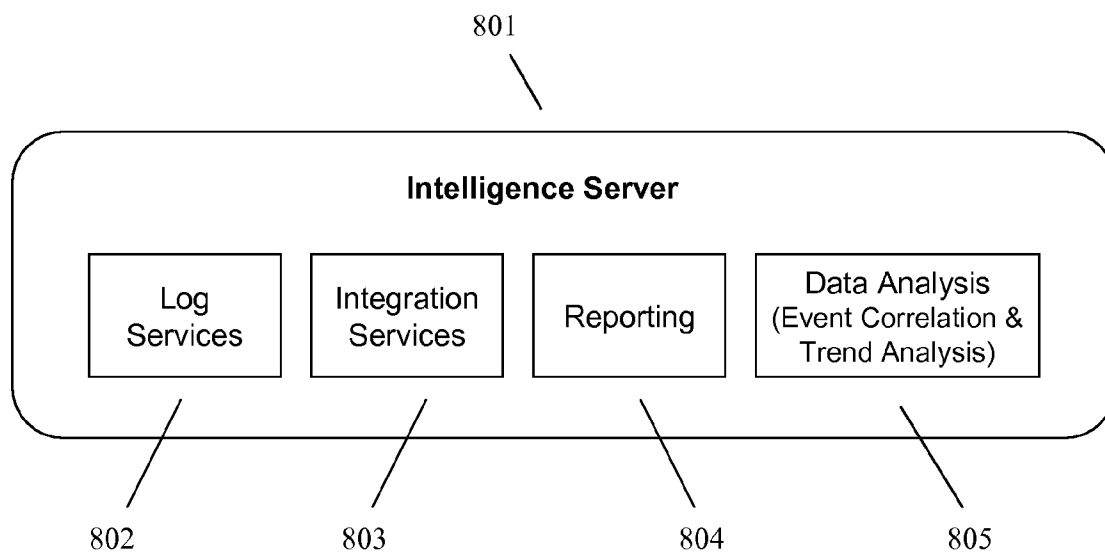 801
Intelligence Server
Log
Services
Integration
Services
Reporting
Data Analysis
(Event Correlation &
Trend Analysis)
802
803
804
805